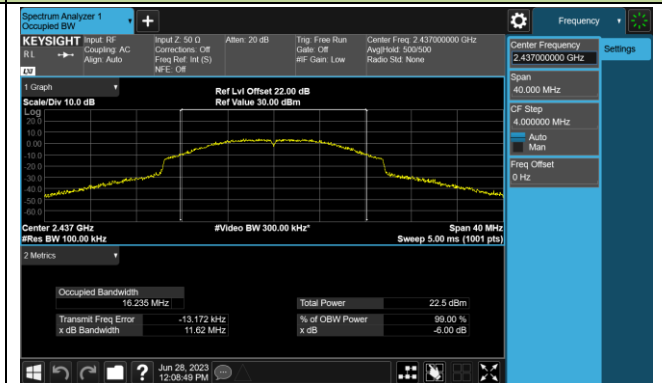 Spectrum Analyzer 1
Occupied BW
+
Frequency
KEYSIGHT
RL
LXI
Input: RF
Coupling: AC
Align: Auto
Input Z: 50 Ω
Corrections: Off
Freq Ref: Int (S)
NFE: Off
Atten: 20 dB
Trig: Free Run
Gate: Off
#IF Gain: Low
Center Freq: 2.437000000 GHz
Avg|Hold: 500/500
Radio Std: None
Center Frequency
2.437000000 GHz
Settings
Span
40.000 MHz
CF Step
4.000000 MHz
Auto
Man
Freq Offset
0 Hz
1 Graph
Scale/Div 10.0 dB
Ref Lvl Offset 22.00 dB
Ref Value 30.00 dBm
Log
20.0
10.0
0.00
-10.0
-20.0
-30.0
-40.0
-50.0
-60.0
Center 2.437 GHz
#Res BW 100.00 kHz
#Video BW 300.00 kHz*
Span 40 MHz
Sweep 5.00 ms (1001 pts)
2 Metrics
Occupied Bandwidth
16.235 MHz
Total Power 22.5 dBm
Transmit Freq Error -13.172 kHz
% of OBW Power 99.00 %
x dB Bandwidth 11.62 MHz
x dB -6.00 dB
?
Jun 28, 2023
12:08:49 PM